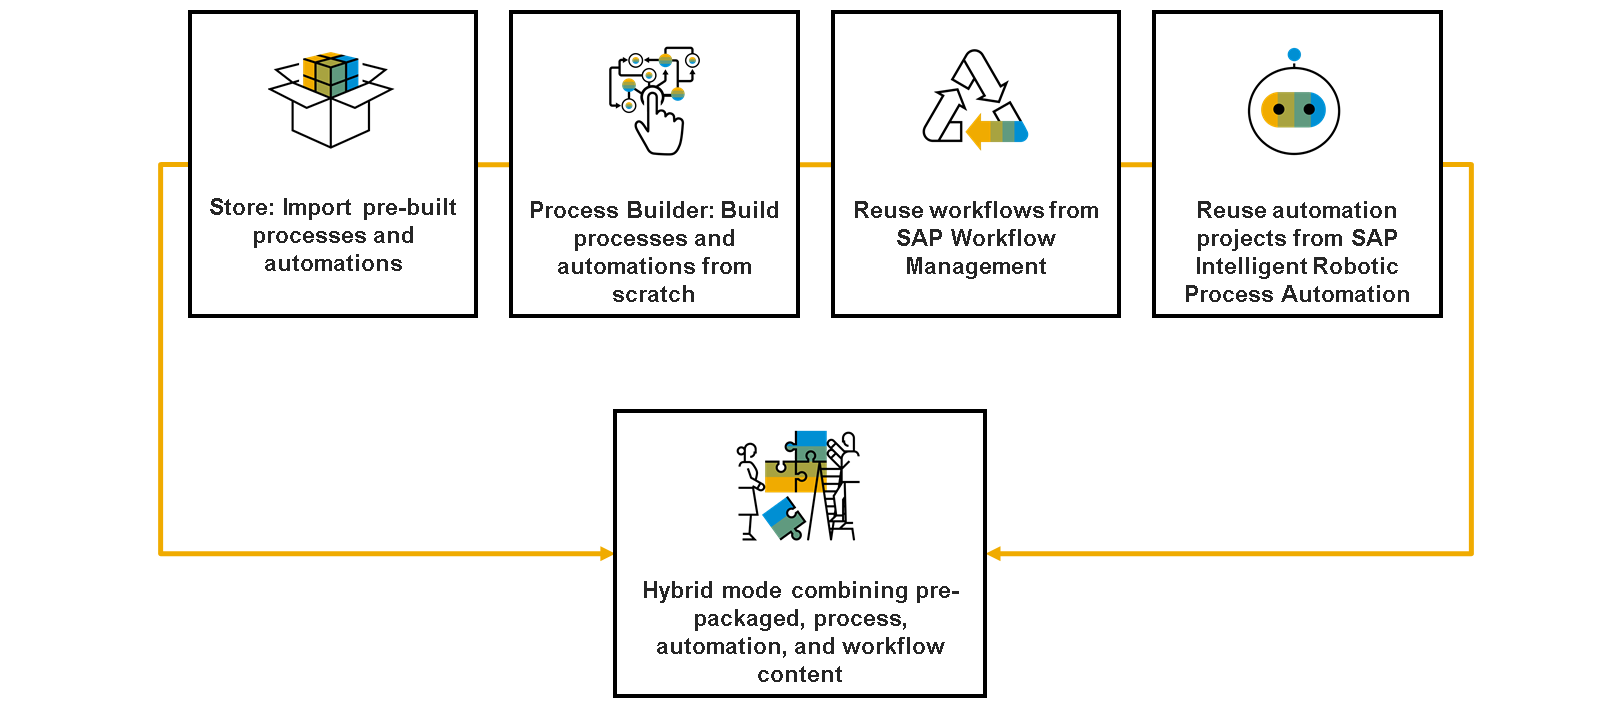 Store: Import pre-built
processes and
automations
Process Builder: Build
processes and
automations from
scratch
Reuse workflows from
SAP Workflow
Management
Reuse automation
projects from SAP
Intelligent Robotic
Process Automation
Hybrid mode combining pre-
packaged, process,
automation, and workflow
content